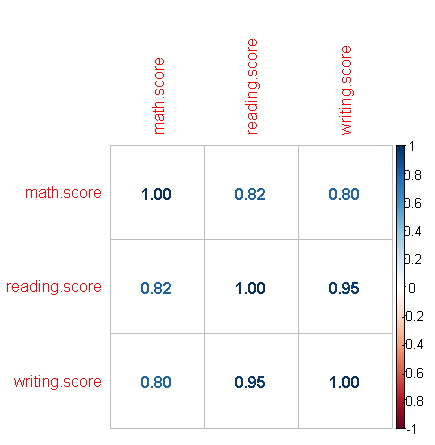 math.score
reading.score
writing.score
math.score 1.00 0.82 0.80
reading.score 0.82 1.00 0.95
writing.score 0.80 0.95 1.00
1
0.8
0.6
0.4
0.2
0
-0.2
-0.4
-0.6
-0.8
-1